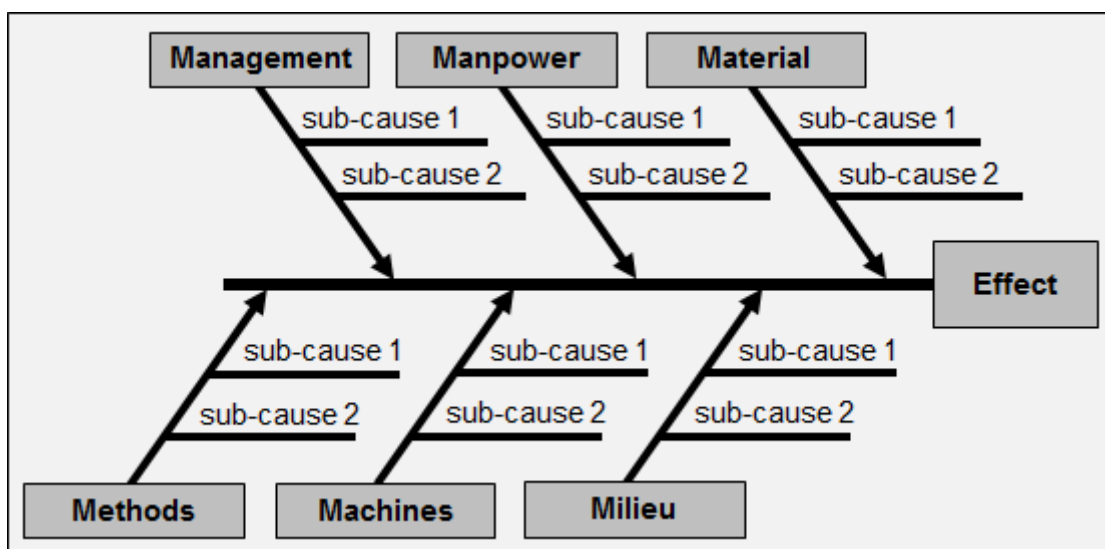 Management
Manpower
Material
sub-cause 1
sub-cause 1
sub-cause 1
sub-cause 2
sub-cause 2
sub-cause 2
Effect
sub-cause 1
sub-cause 1
sub-cause 1
sub-cause 2
sub-cause 2
sub-cause 2
Methods
Machines
Milieu